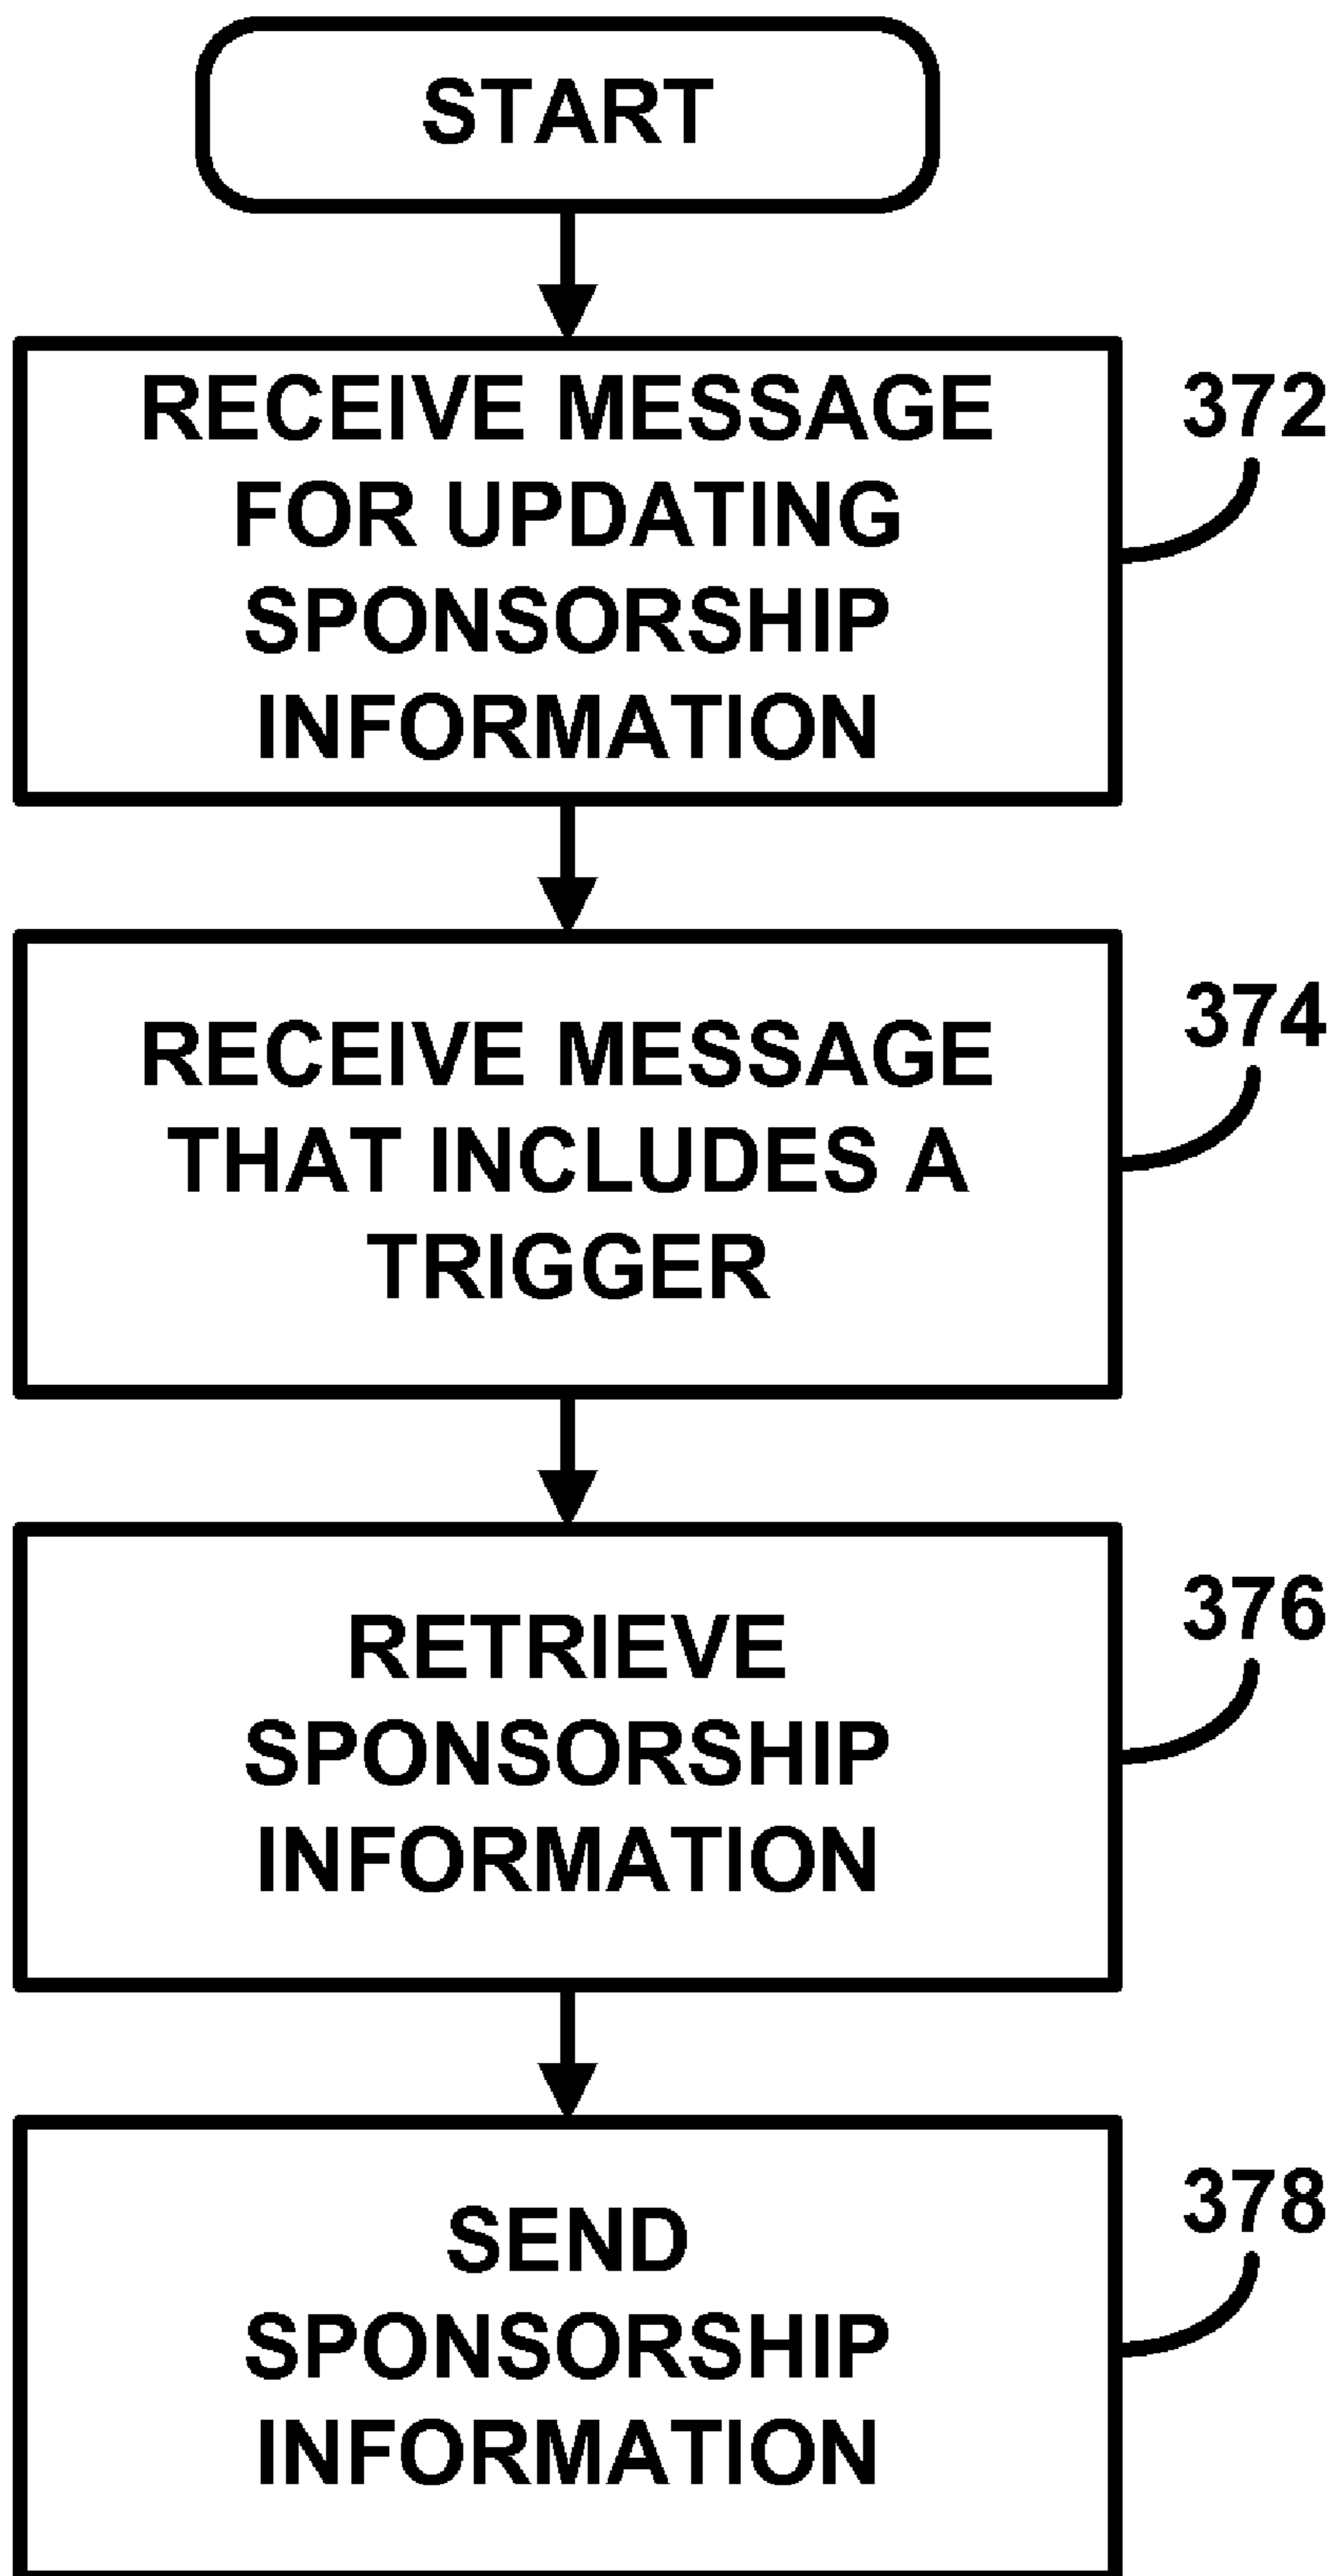 START
RECEIVE MESSAGE
FOR UPDATING
SPONSORSHIP
INFORMATION
372
RECEIVE MESSAGE
THAT INCLUDES A
TRIGGER
374
RETRIEVE
SPONSORSHIP
INFORMATION
376
SEND
SPONSORSHIP
INFORMATION
378